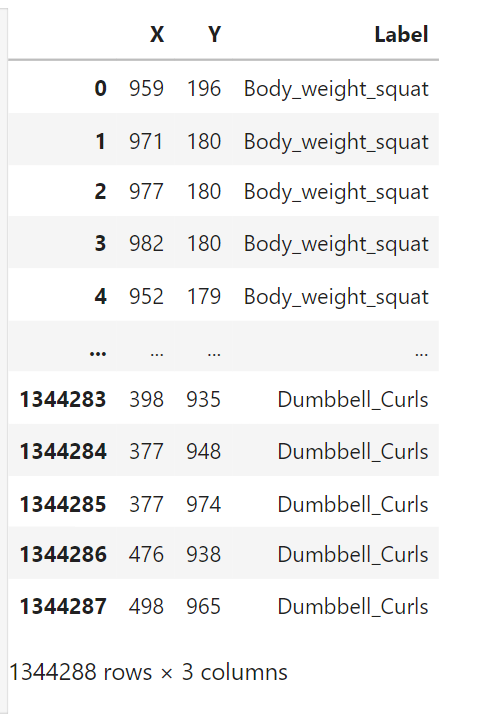 X Y Label
0 959 196 Body_weight_squat
1 971 180 Body_weight_squat
2 977 180 Body_weight_squat
3 982 180 Body_weight_squat
4 952 179 Body_weight_squat
... ... ... ...
1344283 398 935 Dumbbell_Curls
1344284 377 948 Dumbbell_Curls
1344285 377 974 Dumbbell_Curls
1344286 476 938 Dumbbell_Curls
1344287 498 965 Dumbbell_Curls
1344288 rows × 3 columns